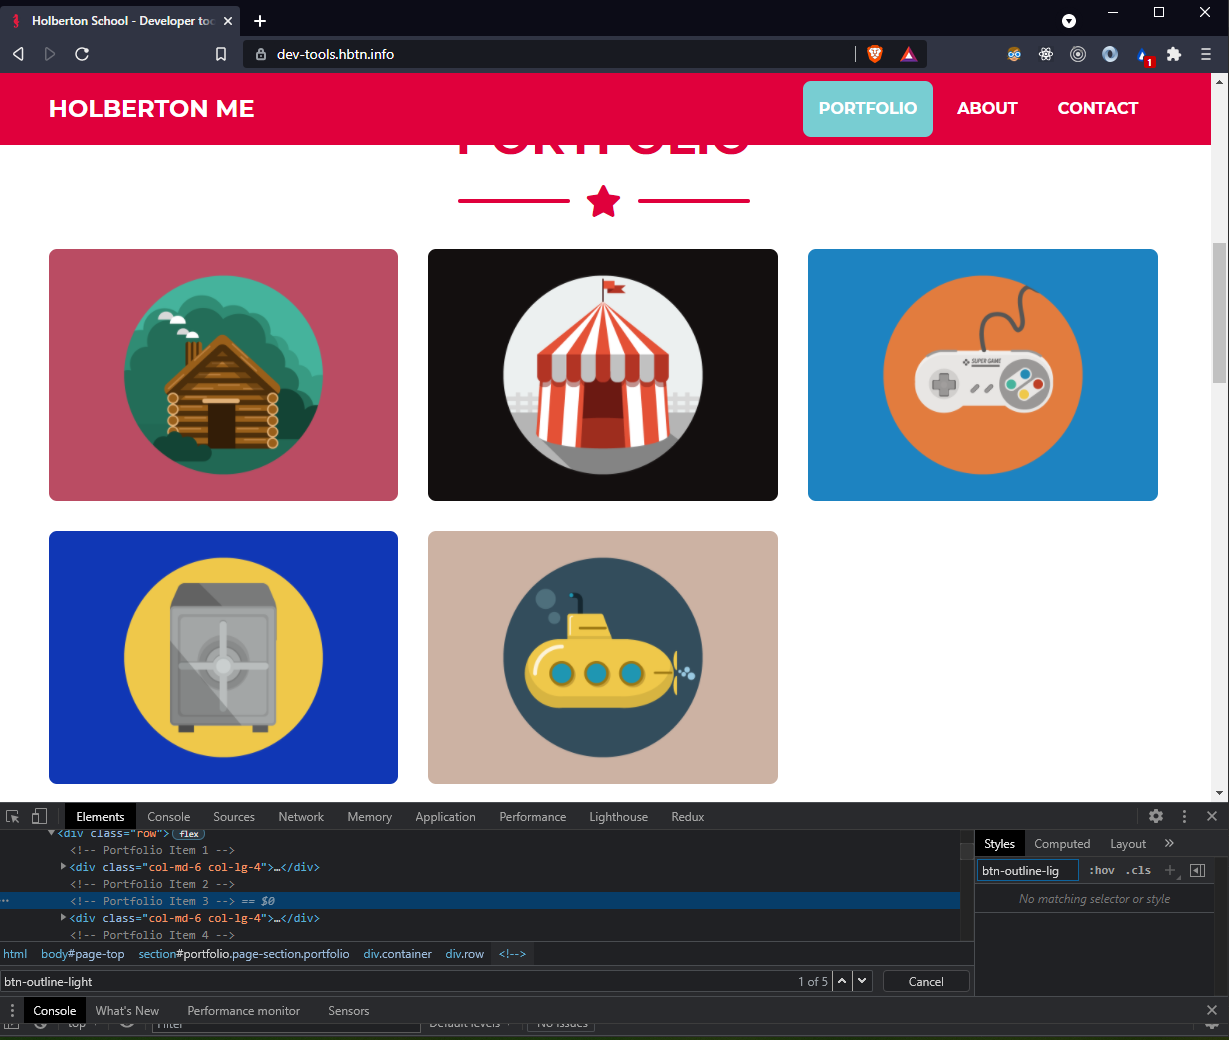 Holberton School - Developer too
dev-tools.hbtn.info
1
HOLBERTON ME
PORTFOLIO
ABOUT
CONTACT
PORTFOLIO
SUPER GAME
Elements
Console
Sources
Network
Memory
Application
Performance
Lighthouse
Redux
<div class="row"> flex
<!-- Portfolio Item 1 -->
<div class="col-md-6 col-lg-4">…</div>
<!-- Portfolio Item 2 -->
<!-- Portfolio Item 3 --> == $0
<div class="col-md-6 col-lg-4">…</div>
<!-- Portfolio Item 4 -->
html body#page-top section#portfolio.page-section.portfolio div.container div.row <!-->
btn-outline-light
1 of 5
Cancel
Styles
Computed
Layout
btn-outline-lig
:hov .cls
No matching selector or style
Console
What's New
Performance monitor
Sensors
top
Filter
Default levels
No Issues